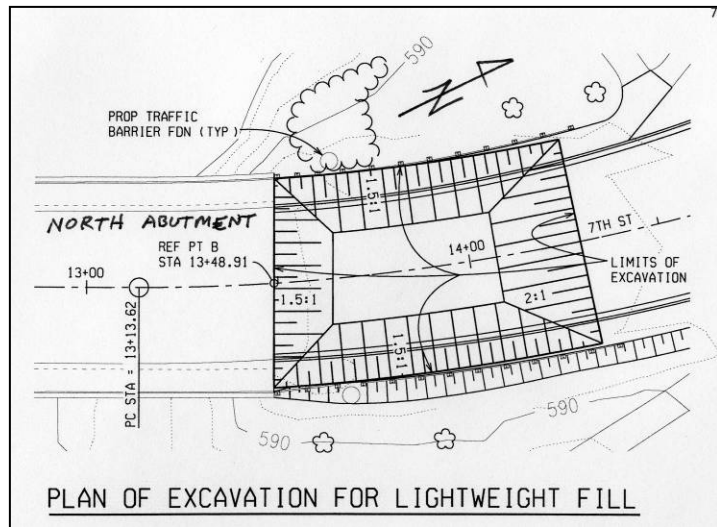 7
590
N
PROP TRAFFIC
BARRIER FDN (TYP)
1.5:1
NORTH ABUTMENT
REF PT B
STA 13+48.91
13+00
14+00
7TH ST
LIMITS OF
EXCAVATION
1.5:1
2:1
1.5:1
PC STA = 13+13.62
590
PLAN OF EXCAVATION FOR LIGHTWEIGHT FILL